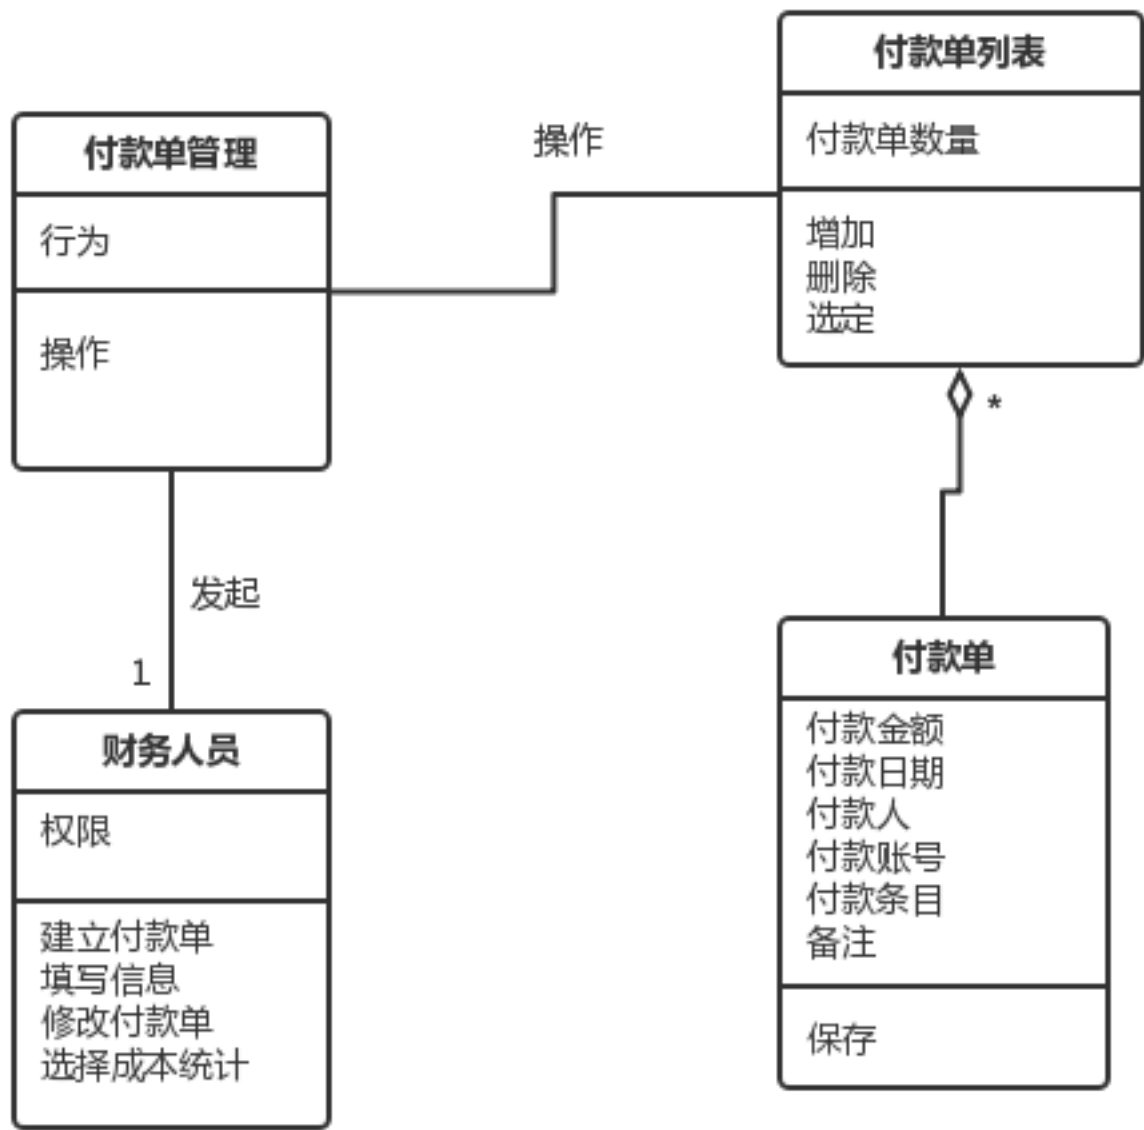 付款单管理
行为
操作
操作
付款单列表
付款单数量
增加
删除
选定
*
发起
1
财务人员
权限
建立付款单
填写信息
修改付款单
选择成本统计
付款单
付款金额
付款日期
付款人
付款账号
付款条目
备注
保存